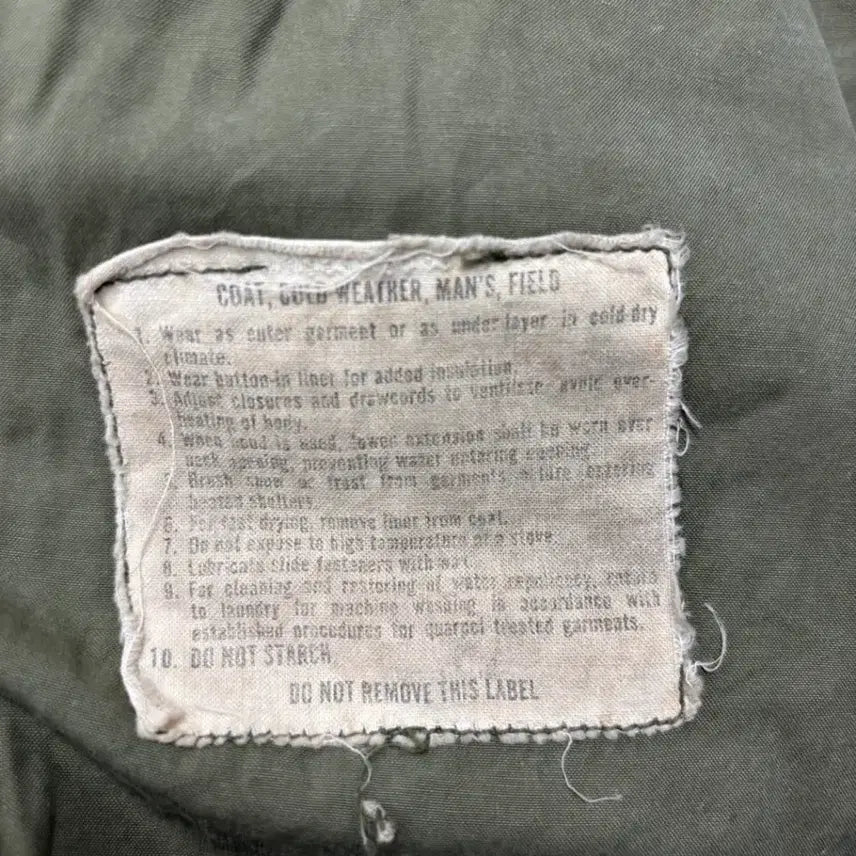 COAT, COLD WEATHER, MAN'S, FIELD
1. Wear as outer garment or as under layer in cold-dry
climate.
2. Wear button-in liner for added insulation.
3. Adjust closures and drawcords to ventilate, avoid over-
heating of body.
4. When hood is used, lower extension shall be worn over
neck opening, preventing water entering opening.
5. Brush snow or frost from garments before entering
heated shelters.
6. For fast drying, remove liner from coat.
7. Do not expose to high temperature of a stove.
8. Lubricate slide fasteners with wax.
9. For cleaning and restoring of water repellency, return
to laundry for machine washing in accordance with
established procedures for quarpel treated garments.
10. DO NOT STARCH
DO NOT REMOVE THIS LABEL